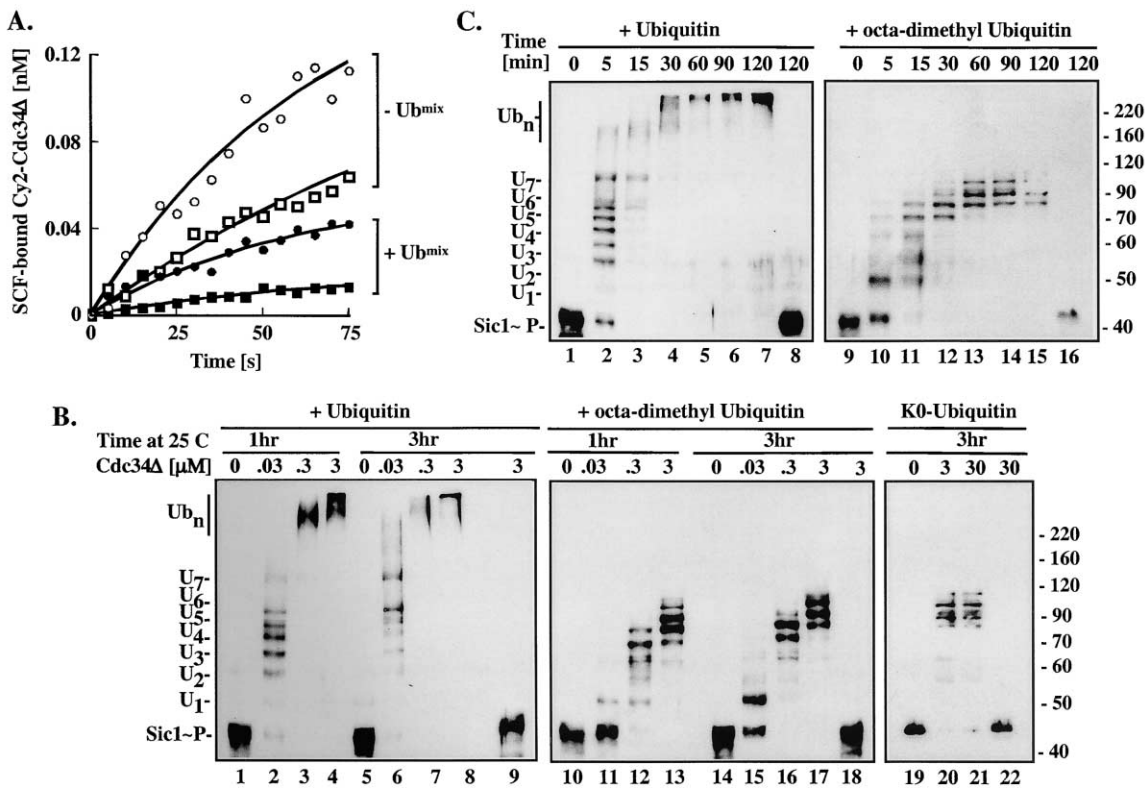 A.
0.12
0.08
0.04
0
SCF-bound Cy2-Cdc34Δ [nM]
0 25 50 75
Time [s]
- Ubmix
+ Ubmix
C.
+ Ubiquitin + octa-dimethyl Ubiquitin
Time [min] 0 5 15 30 60 90 120 120 0 5 15 30 60 90 120 120
Ubn
U7-
U6-
U5-
U4-
U3-
U2-
U1-
Sic1~ P-
- 220
- 160
- 120
- 90
- 70
- 60
- 50
- 40
1 2 3 4 5 6 7 8 9 10 11 12 13 14 15 16
B.
+ Ubiquitin + octa-dimethyl Ubiquitin K0-Ubiquitin
Time at 25 C 1hr 3hr 1hr 3hr 3hr
Cdc34Δ [µM] 0 .03 .3 3 0 .03 .3 3 3 0 .03 .3 3 0 .03 .3 3 3 0 3 30 30
Ubn
U7-
U6-
U5-
U4-
U3-
U2-
U1-
Sic1~P-
- 220
- 160
- 120
- 90
- 70
- 60
- 50
- 40
1 2 3 4 5 6 7 8 9 10 11 12 13 14 15 16 17 18 19 20 21 22